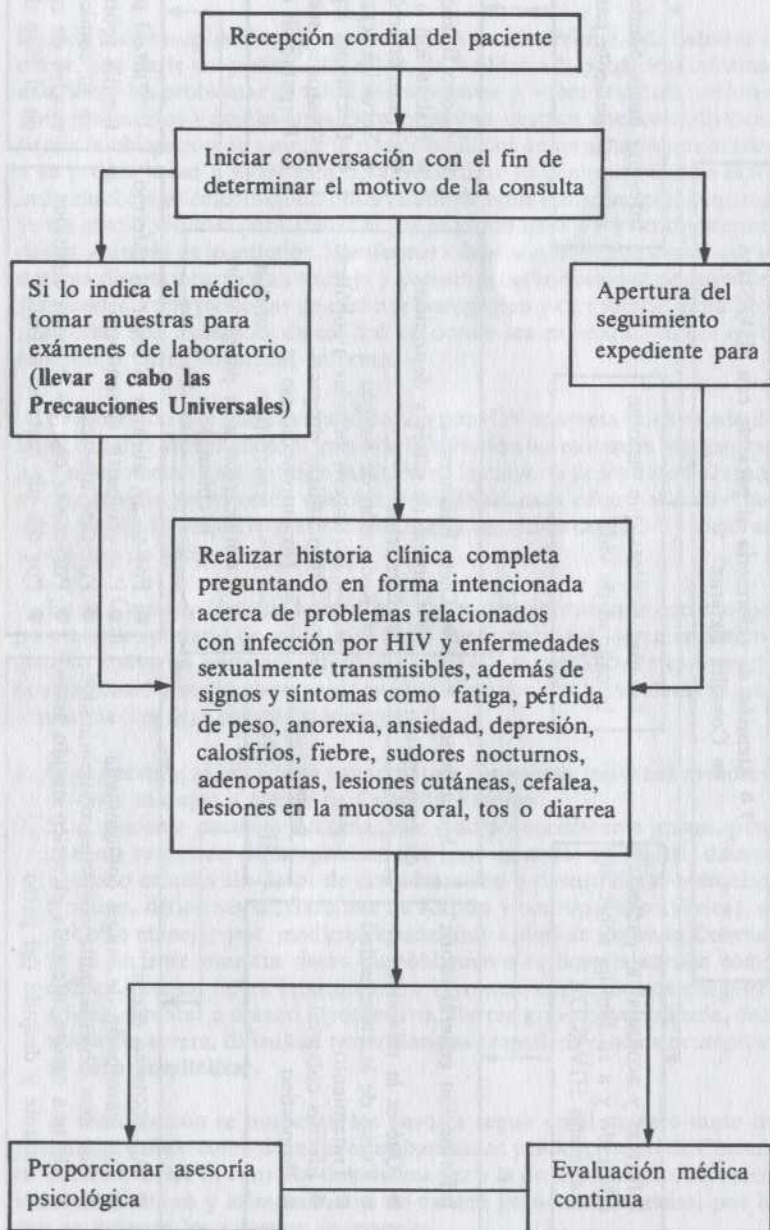 Recepción cordial del paciente
Iniciar conversación con el fin de
determinar el motivo de la consulta
Si lo indica el médico,
tomar muestras para
exámenes de laboratorio
(llevar a cabo las
Precauciones Universales)
Apertura del
seguimiento
expediente para
Realizar historia clínica completa
preguntando en forma intencionada
acerca de problemas relacionados
con infección por HIV y enfermedades
sexualmente transmisibles, además de
signos y síntomas como fatiga, pérdida
de peso, anorexia, ansiedad, depresión,
calosfríos, fiebre, sudores nocturnos,
adenopatías, lesiones cutáneas, cefalea,
lesiones en la mucosa oral, tos o diarrea
Proporcionar asesoría
psicológica
Evaluación médica
continua